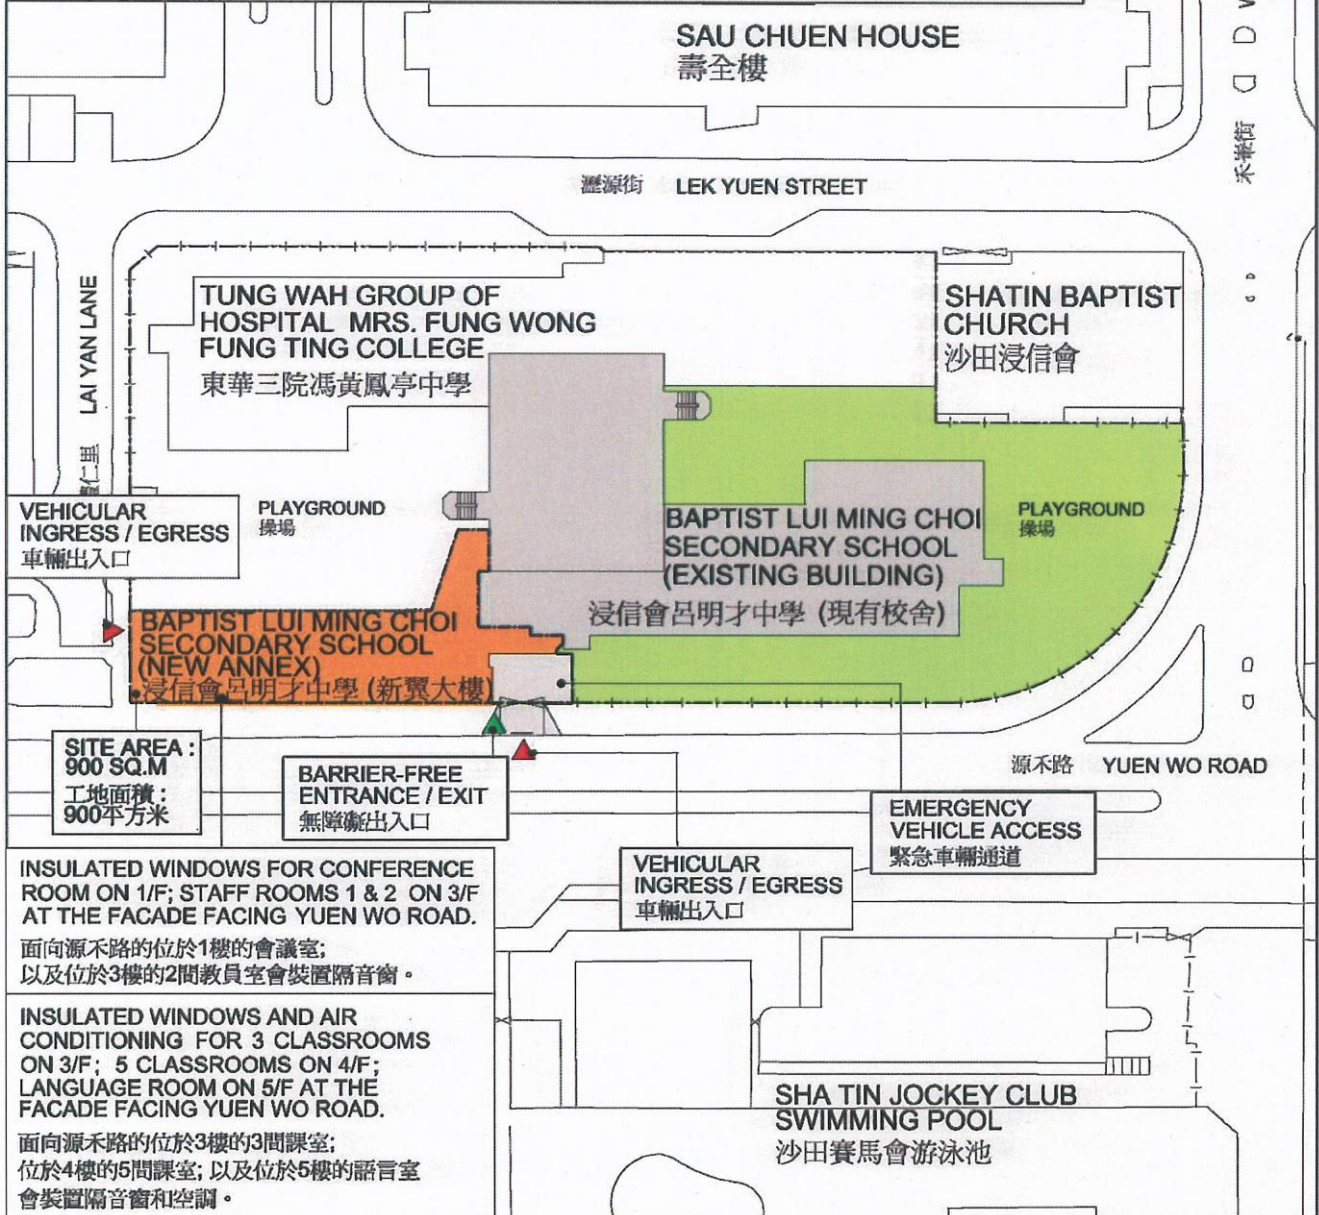 SAU CHUEN HOUSE
壽全樓
禾輋街
瀝源街 LEK YUEN STREET
LAI YAN LANE
仁里
TUNG WAH GROUP OF
HOSPITAL MRS. FUNG WONG
FUNG TING COLLEGE
東華三院馮黃鳳亭中學
SHATIN BAPTIST
CHURCH
沙田浸信會
VEHICULAR
INGRESS / EGRESS
車輛出入口
PLAYGROUND
操場
BAPTIST LUI MING CHOI
SECONDARY SCHOOL
(EXISTING BUILDING)
浸信會呂明才中學 (現有校舍)
PLAYGROUND
操場
BAPTIST LUI MING CHOI
SECONDARY SCHOOL
(NEW ANNEX)
浸信會呂明才中學 (新翼大樓)
SITE AREA :
900 SQ.M
工地面積 :
900平方米
BARRIER-FREE
ENTRANCE / EXIT
無障礙出入口
源禾路 YUEN WO ROAD
EMERGENCY
VEHICLE ACCESS
緊急車輛通道
VEHICULAR
INGRESS / EGRESS
車輛出入口
INSULATED WINDOWS FOR CONFERENCE
ROOM ON 1/F; STAFF ROOMS 1 & 2 ON 3/F
AT THE FACADE FACING YUEN WO ROAD.
面向源禾路的位於1樓的會議室;
以及位於3樓的2間教員室會裝置隔音窗。
INSULATED WINDOWS AND AIR
CONDITIONING FOR 3 CLASSROOMS
ON 3/F; 5 CLASSROOMS ON 4/F;
LANGUAGE ROOM ON 5/F AT THE
FACADE FACING YUEN WO ROAD.
面向源禾路的位於3樓的3間課室;
位於4樓的5間課室; 以及位於5樓的語言室
會裝置隔音窗和空調。
SHA TIN JOCKEY CLUB
SWIMMING POOL
沙田賽馬會游泳池